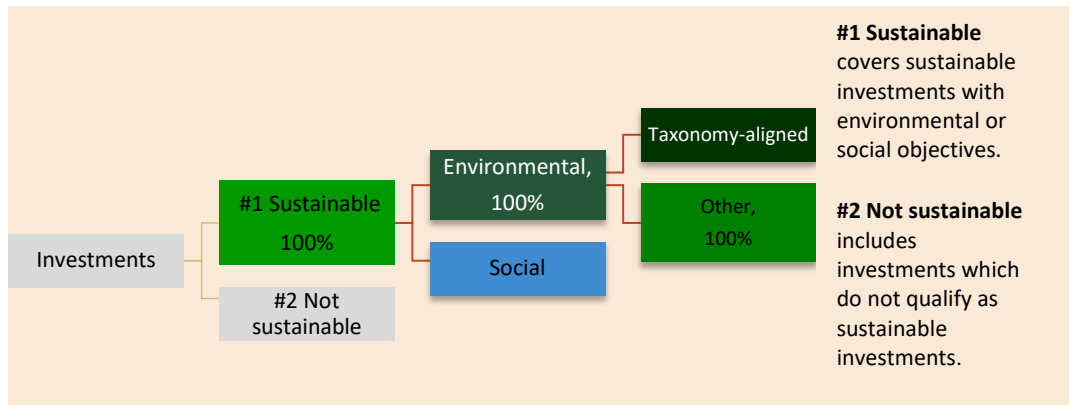 Investments
#1 Sustainable
100%
#2 Not
sustainable
Environmental,
100%
Social
Taxonomy-aligned
Other,
100%
#1 Sustainable
covers sustainable
investments with
environmental or
social objectives.
#2 Not sustainable
includes
investments which
do not qualify as
sustainable
investments.